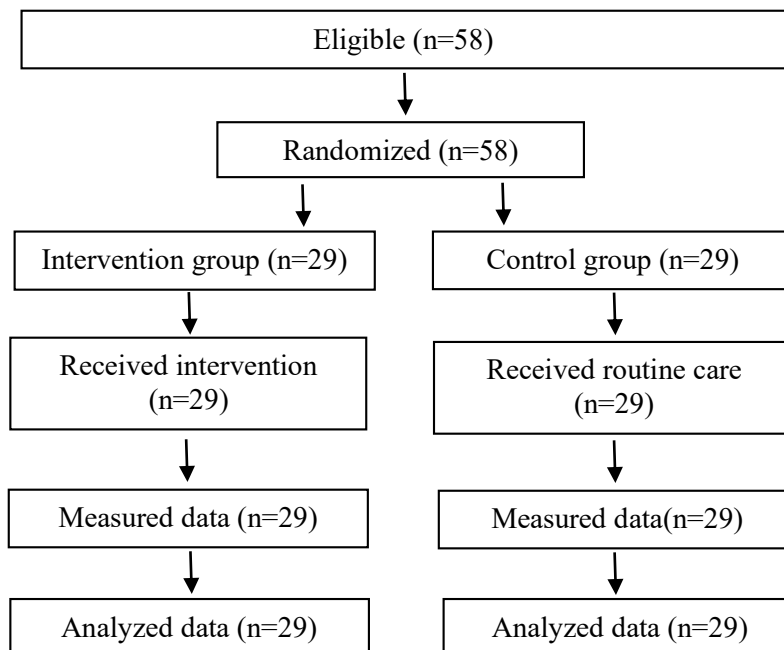 Eligible (n=58)
Randomized (n=58)
Intervention group (n=29)
Control group (n=29)
Received intervention
(n=29)
Received routine care
(n=29)
Measured data (n=29)
Measured data(n=29)
Analyzed data (n=29)
Analyzed data (n=29)